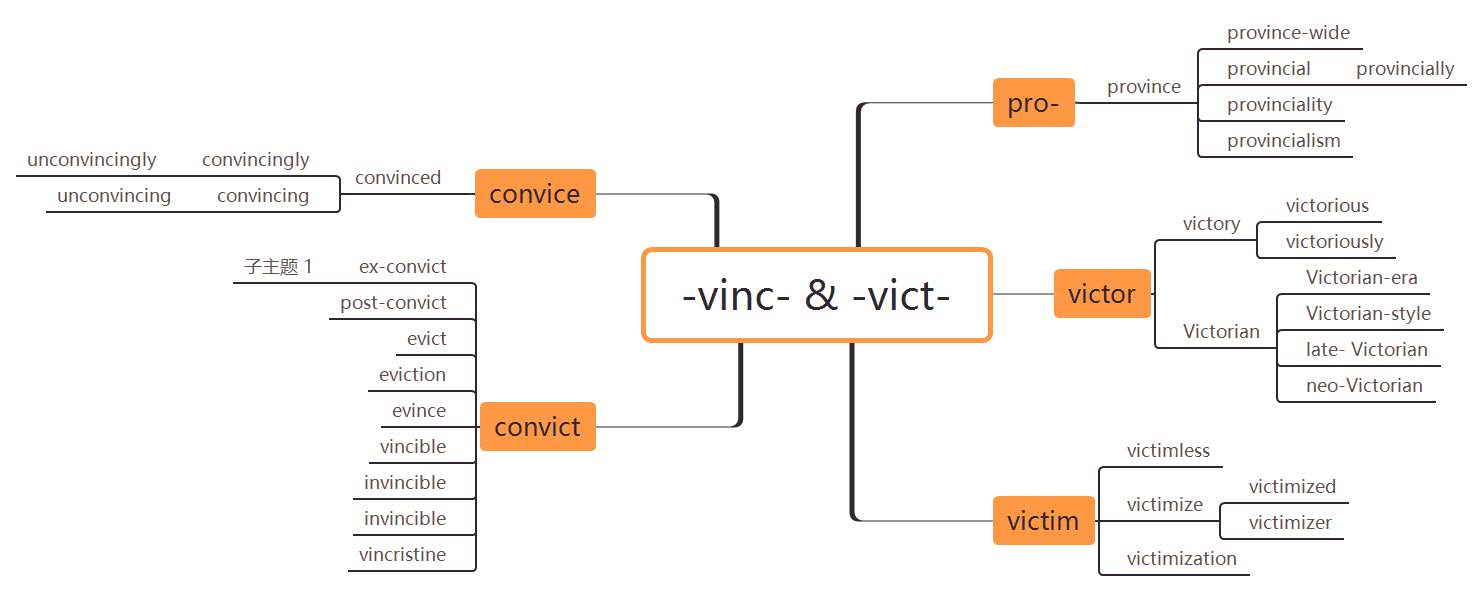 -vinc- & -vict-
pro-
province
province-wide
provincial
provincially
provinciality
provincialism
victor
victory
victorious
victoriously
Victorian
Victorian-era
Victorian-style
late- Victorian
neo-Victorian
victim
victimless
victimize
victimized
victimizer
victimization
convice
convinced
convincingly
unconvincingly
convincing
unconvincing
convict
ex-convict
子主题 1
post-convict
evict
eviction
evince
vincible
invincible
invincible
vincristine